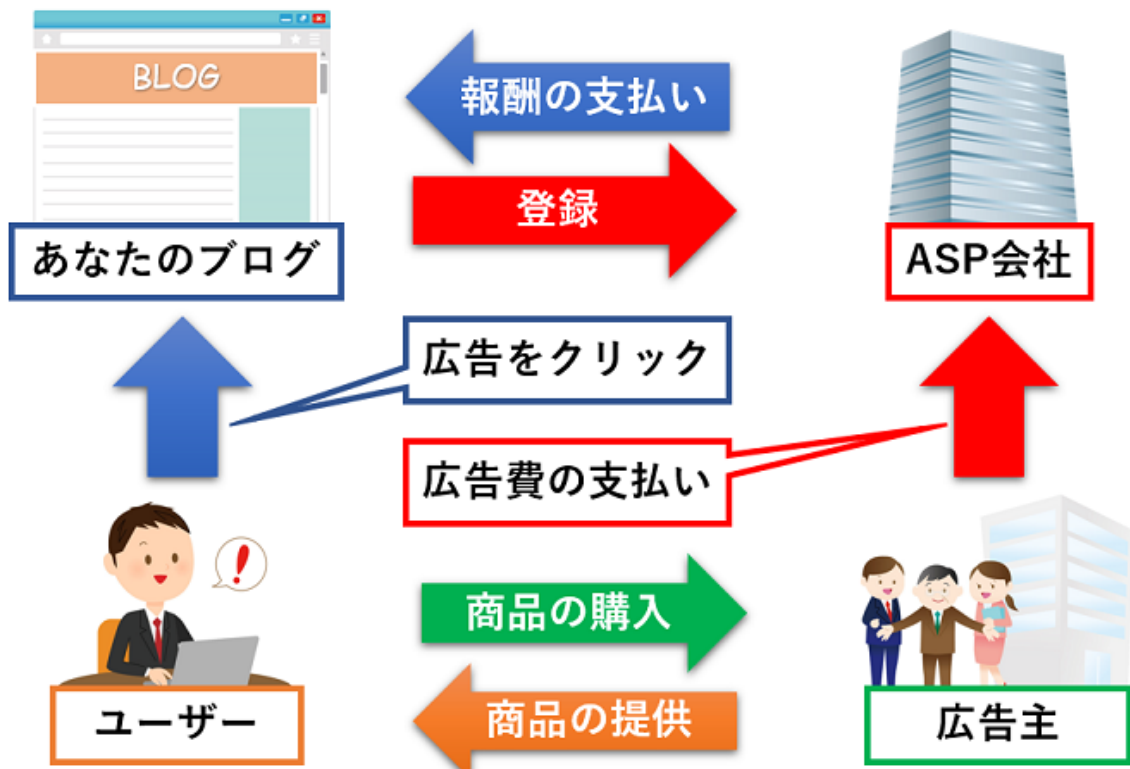 BLOG
報酬の支払い
登録
あなたのブログ
ASP会社
広告をクリック
広告費の支払い
!
商品の購入
商品の提供
ユーザー
広告主